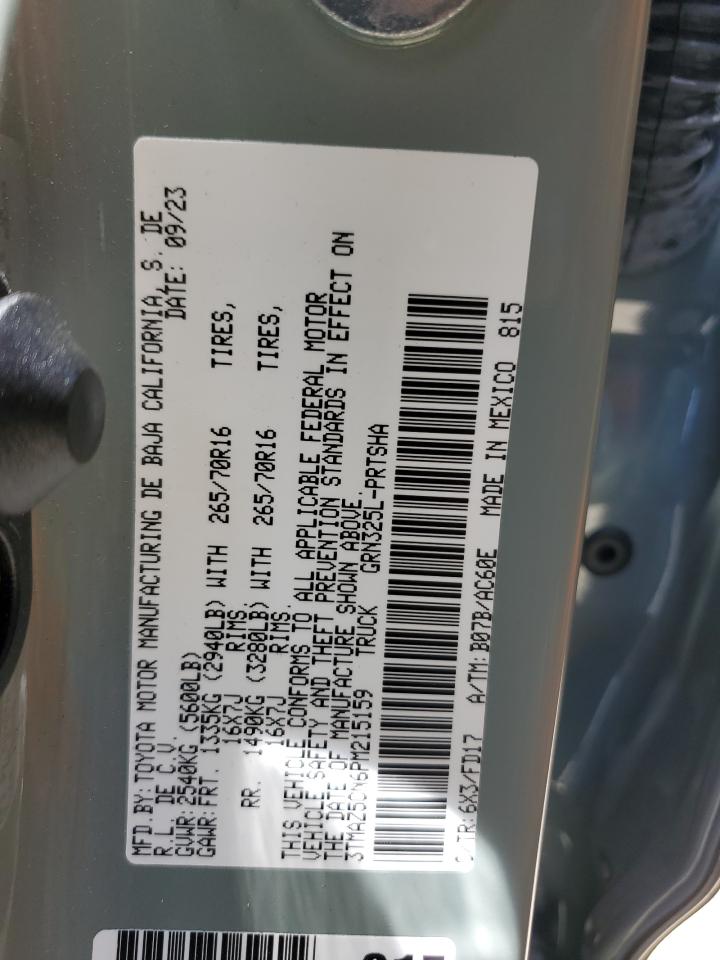 MFD.BY: TOYOTA MOTOR MANUFACTURING DE BAJA CALIFORNIA, S. DE
R.L. DE C.V. DATE: 09/23
GVWR: 2540KG (5600LB)
GAWR: FRT. 1335KG (2940LB) WITH 265/70R16 TIRES,
16X7J RIMS.
RR. 1490KG (3280LB) WITH 265/70R16 TIRES,
16X7J RIMS.
THIS VEHICLE CONFORMS TO ALL APPLICABLE FEDERAL MOTOR
VEHICLE SAFETY AND THEFT PREVENTION STANDARDS IN EFFECT ON
THE DATE OF MANUFACTURE SHOWN ABOVE.
3TMAZ5CN6PM215159 TRUCK GRN325L-PRTSHA
C/TR: 6X3/FD17 A/TM: B07B/AC60E MADE IN MEXICO 815